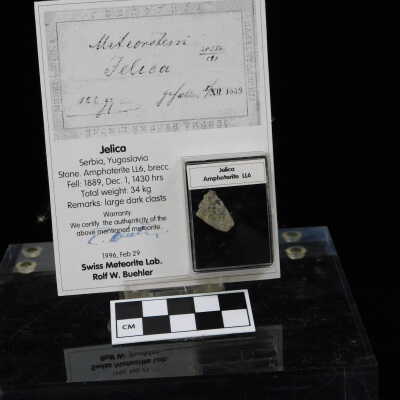 Meteorstein
Jelica
Jelica
Serbia, Yugoslavia
Stone. Amphoterite LL6, brecc.
Fell: 1889, Dec. 1, 1430 hrs
Total weight: 34 kg
Remarks: large dark clasts
Warranty.
We certify the authenticity of the
above mentioned meteorite.
1996, Feb 29
Swiss Meteorite Lab.
Rolf W. Buehler
Jelica
Amphoterite LL6
CM